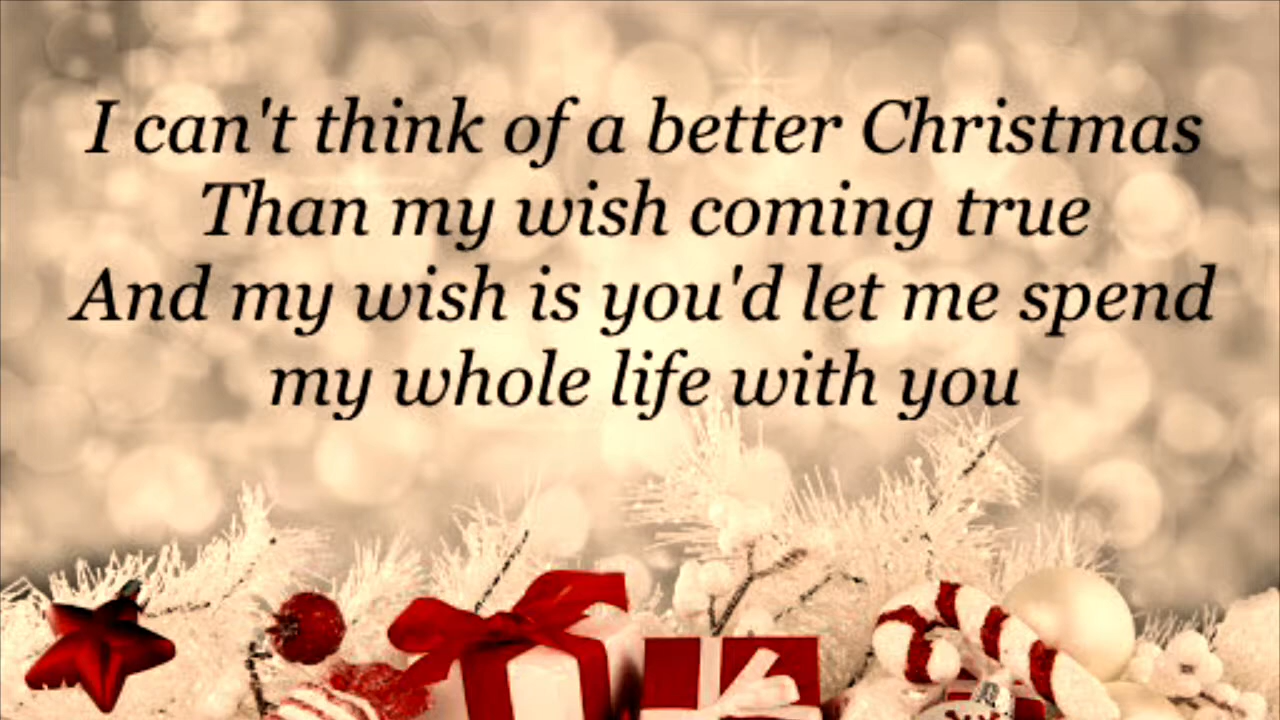 I can't think of a better Christmas
Than my wish coming true
And my wish is you'd let me spend
my whole life with you